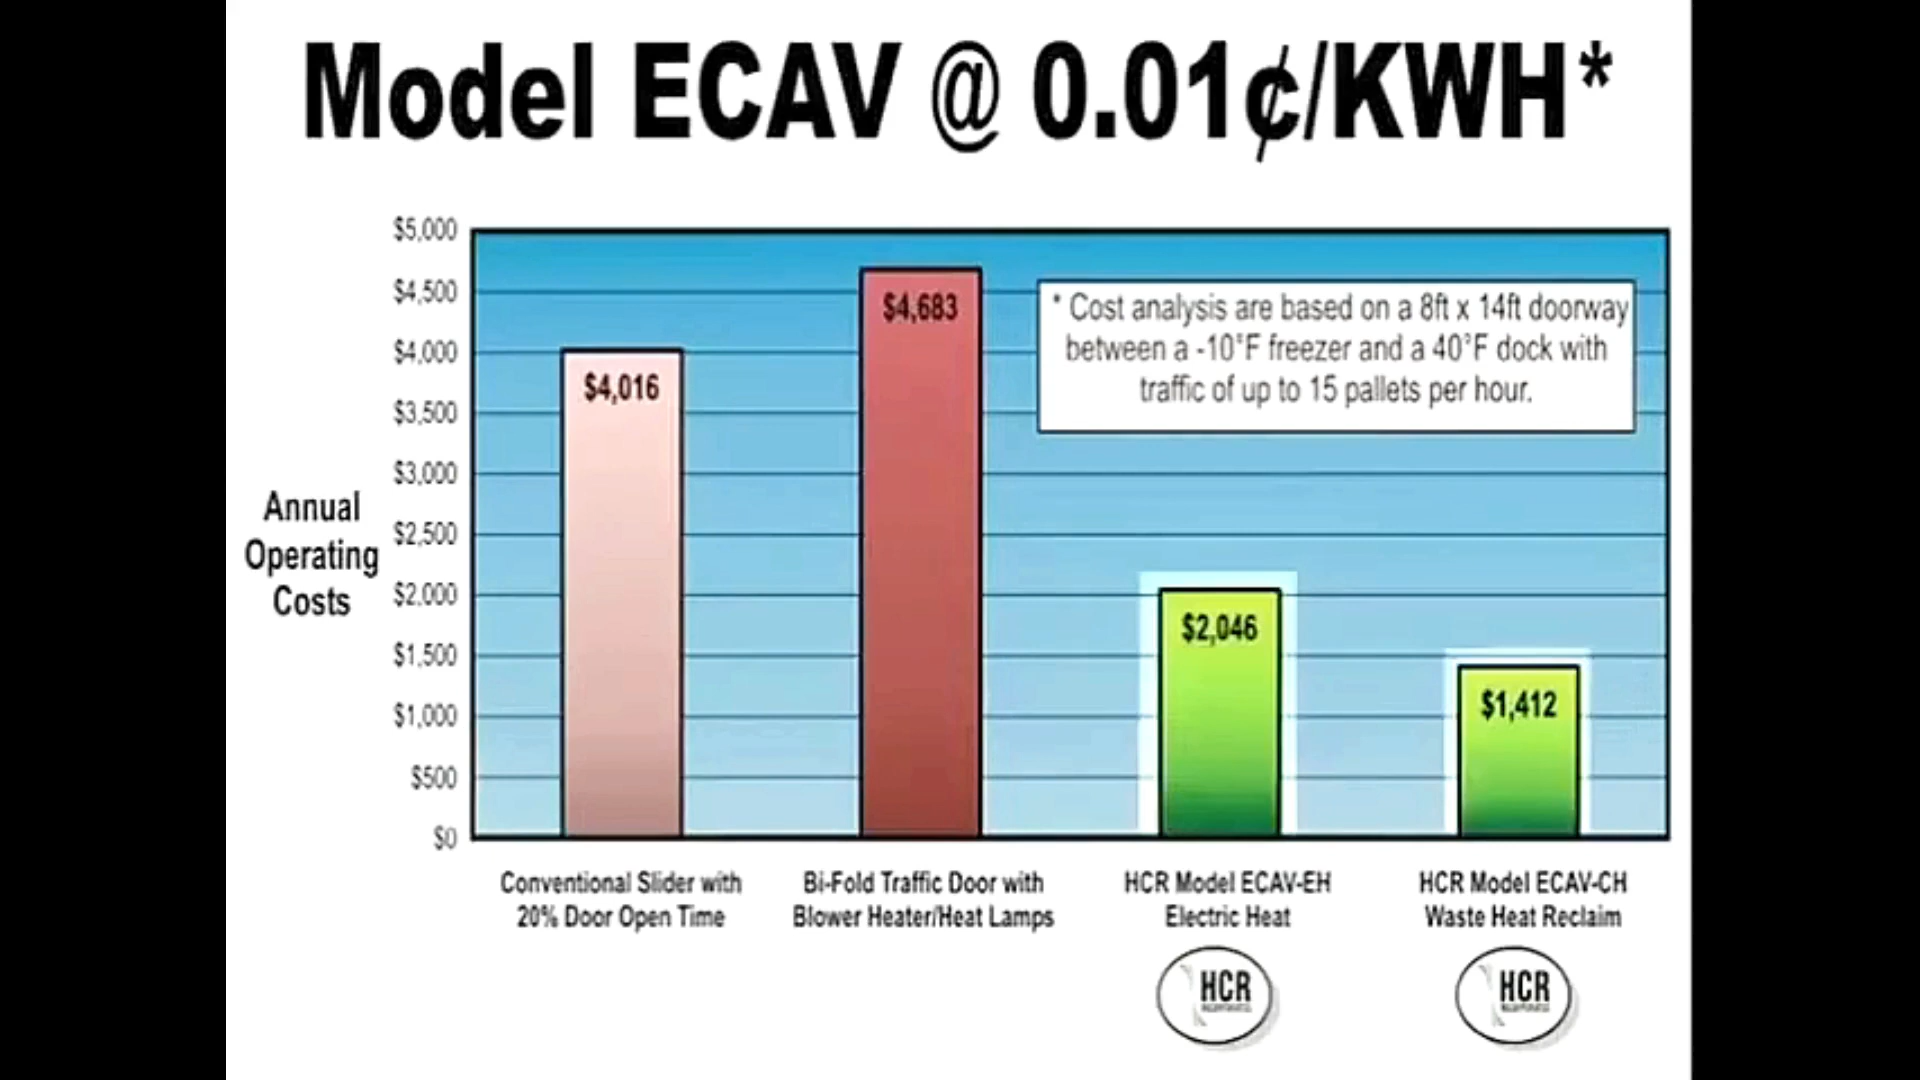 Model ECAV @ 0.01¢/KWH*
$5,000
$4,500
$4,000
$3,500
$3,000
$2,500
$2,000
$1,500
$1,000
$500
$0
Annual
Operating
Costs
$4,016
$4,683
$2,046
$1,412
* Cost analysis are based on a 8ft x 14ft doorway
between a -10°F freezer and a 40°F dock with
traffic of up to 15 pallets per hour.
Conventional Slider with
20% Door Open Time
Bi-Fold Traffic Door with
Blower Heater/Heat Lamps
HCR Model ECAV-EH
Electric Heat
HCR Model ECAV-CH
Waste Heat Reclaim
HCR
HCR